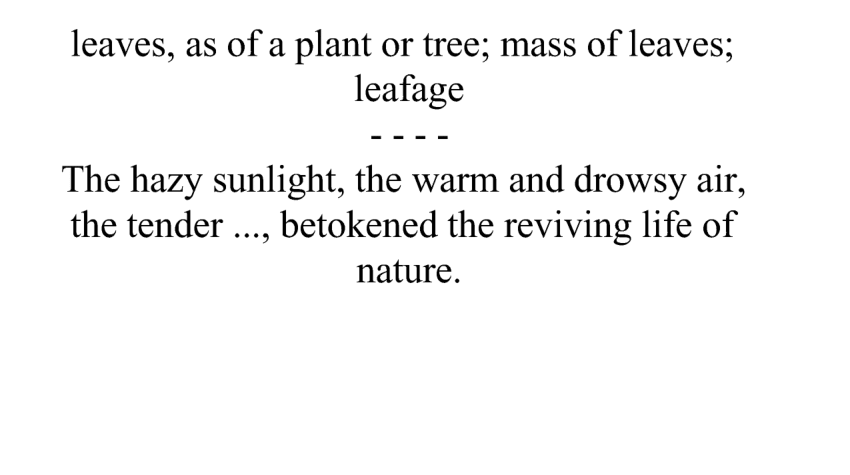 leaves, as of a plant or tree; mass of leaves;
leafage
- - - -
The hazy sunlight, the warm and drowsy air,
the tender ..., betokened the reviving life of
nature.